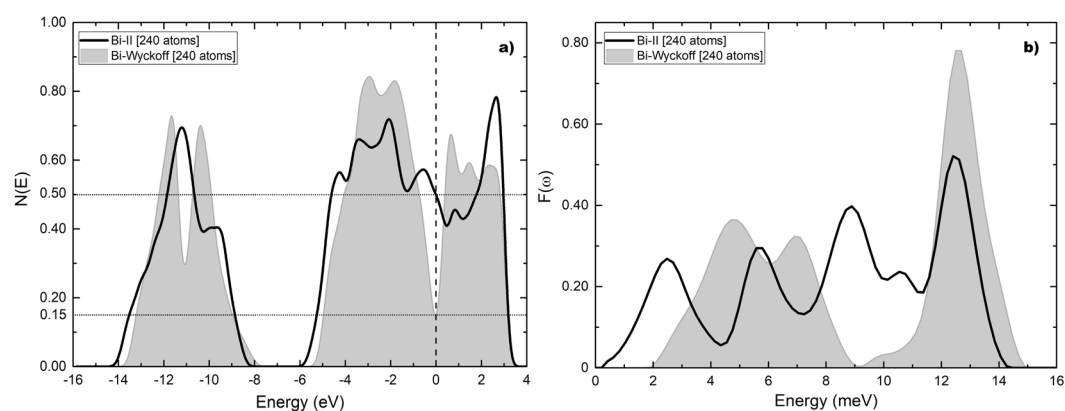 Bi-II [240 atoms]
Bi-Wyckoff [240 atoms]
a)
N(E)
1.00
0.80
0.60
0.50
0.40
0.20
0.15
0.00
-16 -14 -12 -10 -8 -6 -4 -2 0 2 4
Energy (eV)
Bi-II [240 atoms]
Bi-Wyckoff [240 atoms]
b)
F(ω)
0.80
0.60
0.40
0.20
0.00
0 2 4 6 8 10 12 14 16
Energy (meV)